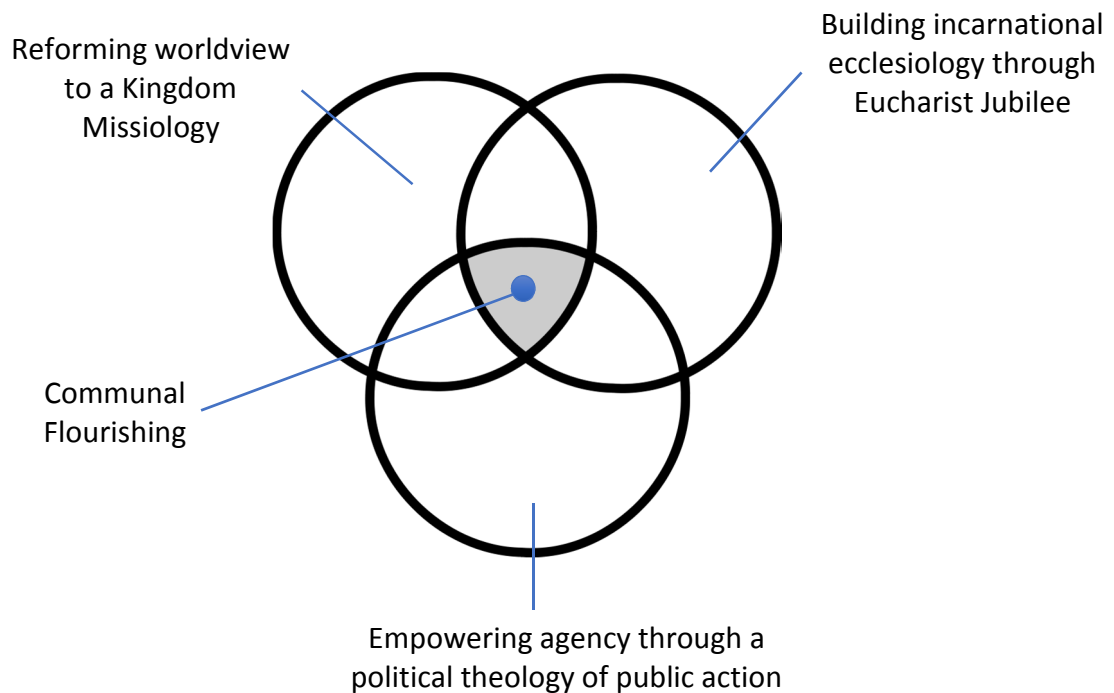 Reforming worldview
to a Kingdom
Missiology
Building incarnational
ecclesiology through
Eucharist Jubilee
Communal
Flourishing
Empowering agency through a
political theology of public action